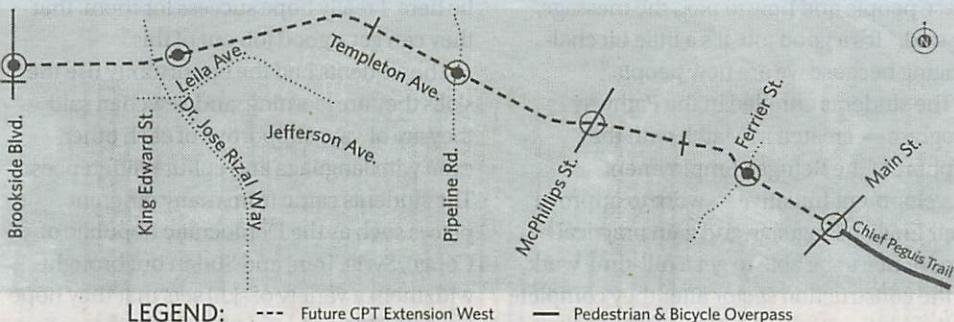 N
Brookside Blvd.
King Edward St.
Leila Ave.
Dr. Jose Rizal Way
Jefferson Ave.
Templeton Ave.
Pipeline Rd.
McPhillips St.
Ferrier St.
Main St.
Chief Peguis Trail
LEGEND: Future CPT Extension West Pedestrian & Bicycle Overpass